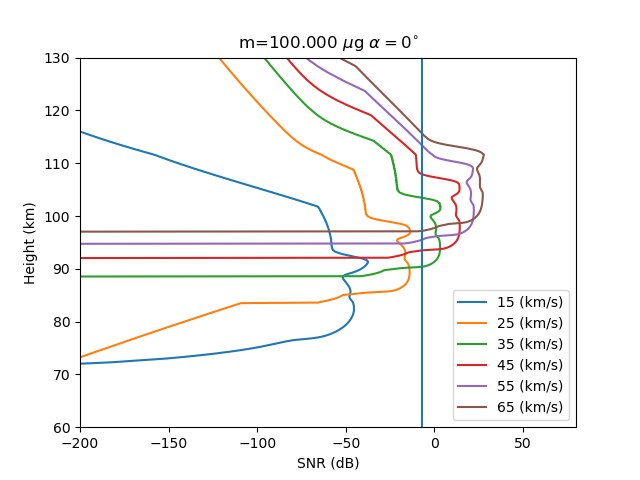 m=100.000 μg α = 0°
130
120
110
100
90
80
70
60
Height (km)
15 (km/s)
25 (km/s)
35 (km/s)
45 (km/s)
55 (km/s)
65 (km/s)
−200 −150 −100 −50 0 50
SNR (dB)